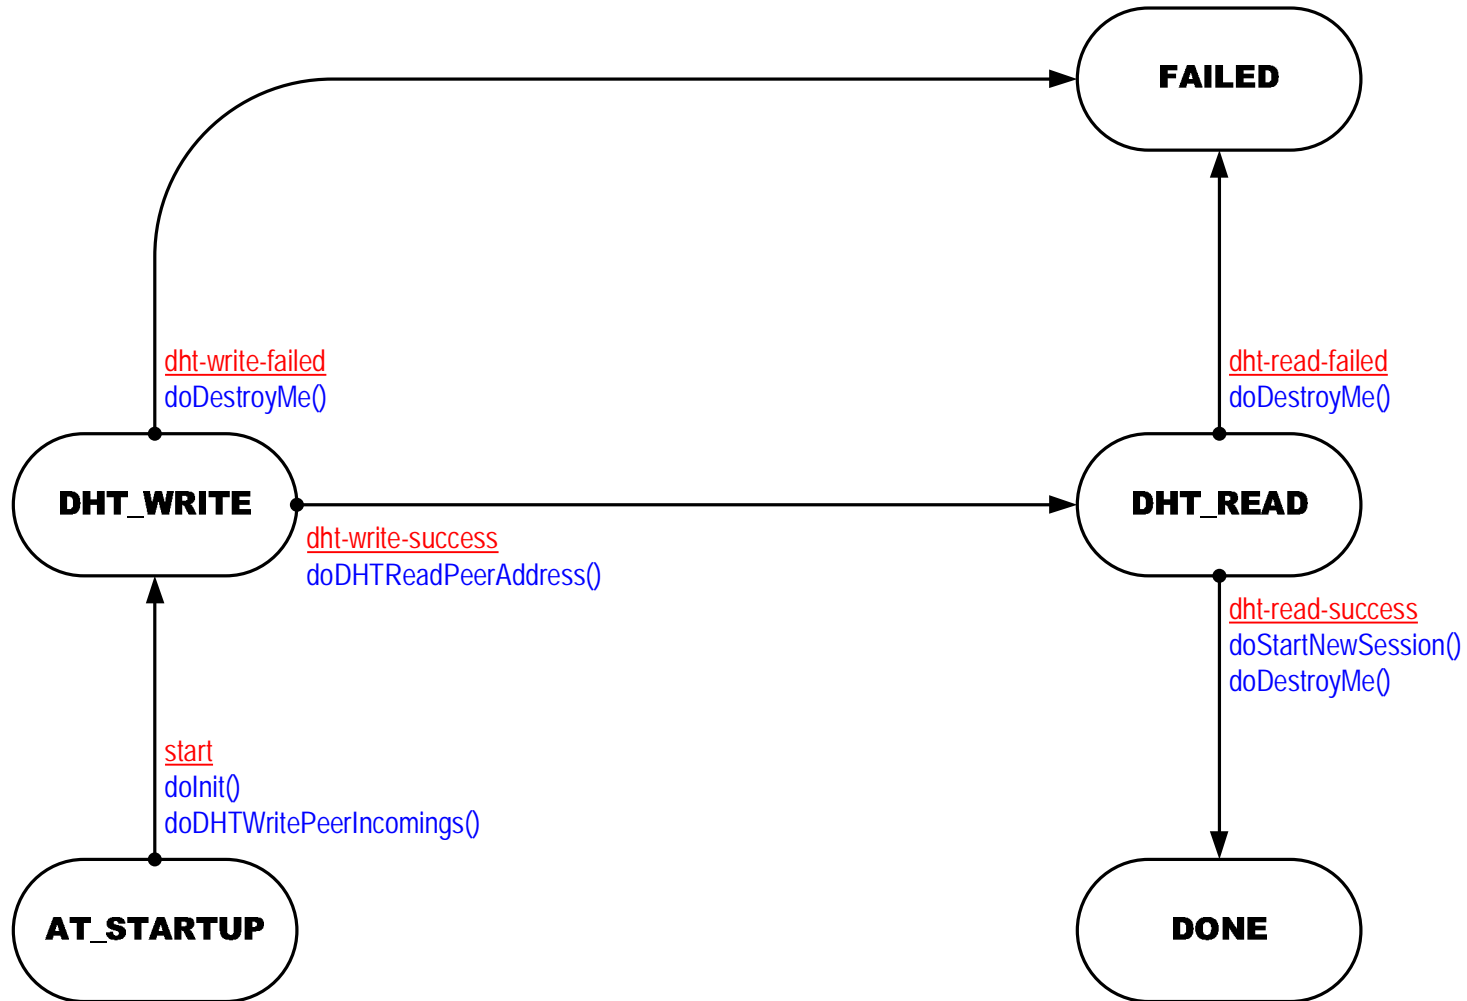 FAILED
dht-write-failed
doDestroyMe()
dht-read-failed
doDestroyMe()
DHT_WRITE
DHT_READ
dht-write-success
doDHTReadPeerAddress()
dht-read-success
doStartNewSession()
doDestroyMe()
start
doInit()
doDHTWritePeerIncomings()
AT_STARTUP
DONE